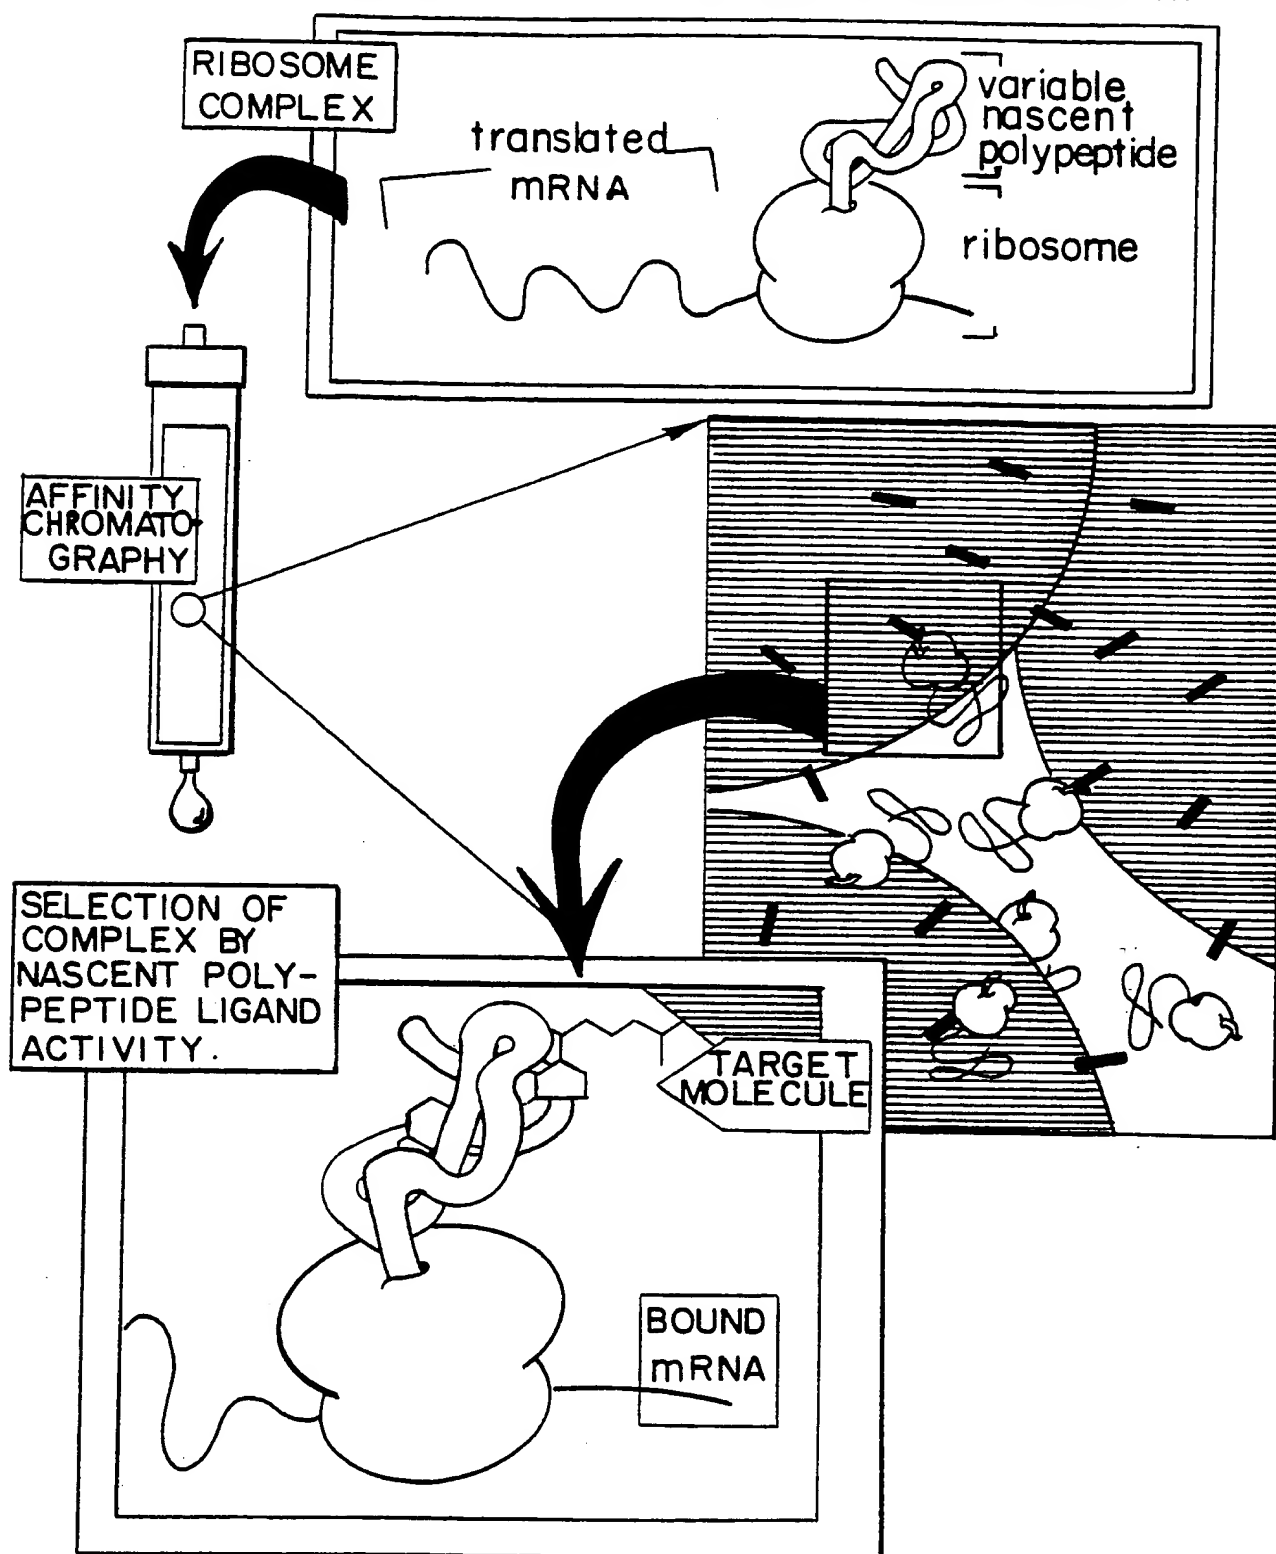 RIBOSOME
COMPLEX
translated
mRNA
variable
nascent
polypeptide
ribosome
AFFINITY
CHROMATO-
GRAPHY
SELECTION OF
COMPLEX BY
NASCENT POLY-
PEPTIDE LIGAND
ACTIVITY.
TARGET
MOLECULE
BOUND
mRNA